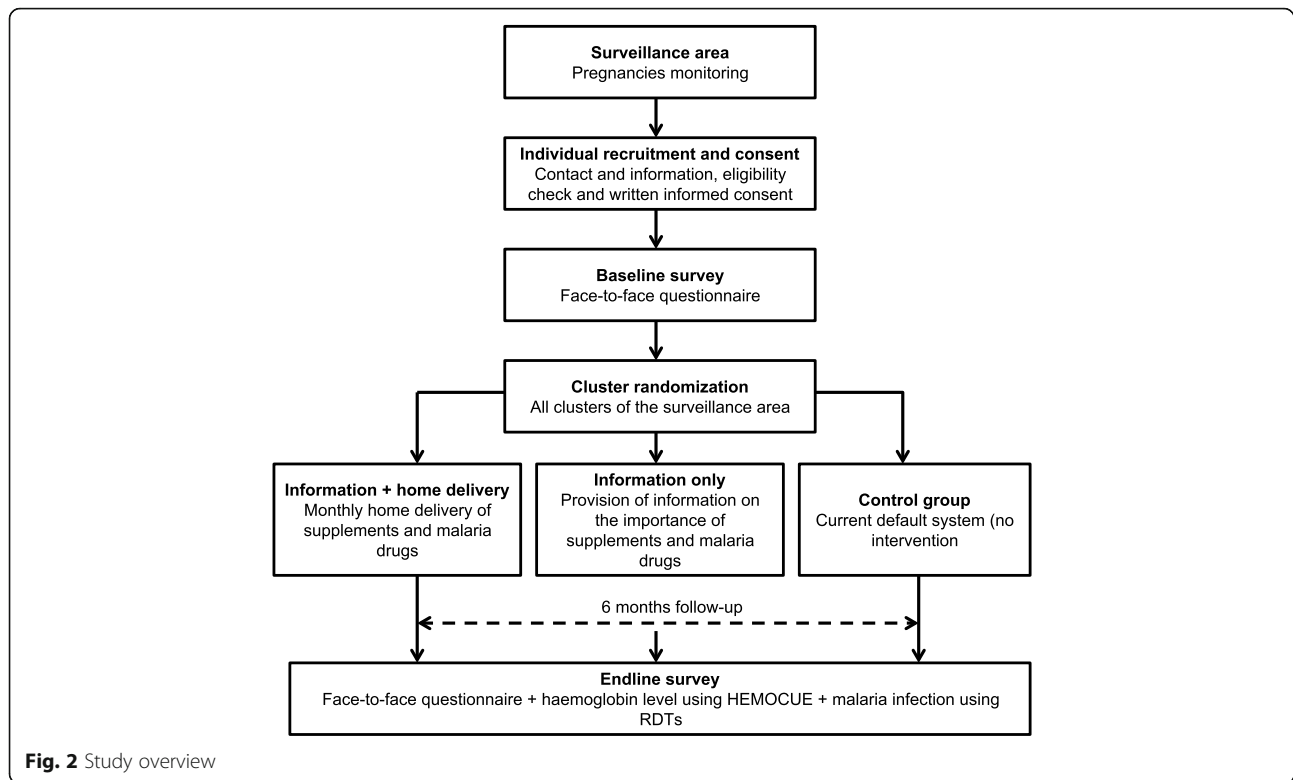 Surveillance area
Pregnancies monitoring
Individual recruitment and consent
Contact and information, eligibility
check and written informed consent
Baseline survey
Face-to-face questionnaire
Cluster randomization
All clusters of the surveillance area
Information + home delivery
Monthly home delivery of
supplements and malaria
drugs
Information only
Provision of information on
the importance of
supplements and malaria
drugs
Control group
Current default system (no
intervention
6 months follow-up
Endline survey
Face-to-face questionnaire + haemoglobin level using HEMOCUE + malaria infection using
RDTs
Fig. 2 Study overview